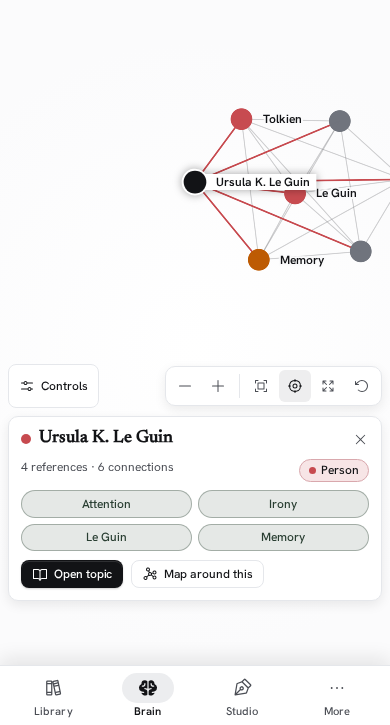 Tolkien
Ursula K. Le Guin
Le Guin
Memory
Controls
Ursula K. Le Guin
4 references · 6 connections
Person
Attention
Irony
Le Guin
Memory
Open topic
Map around this
Library
Brain
Studio
More